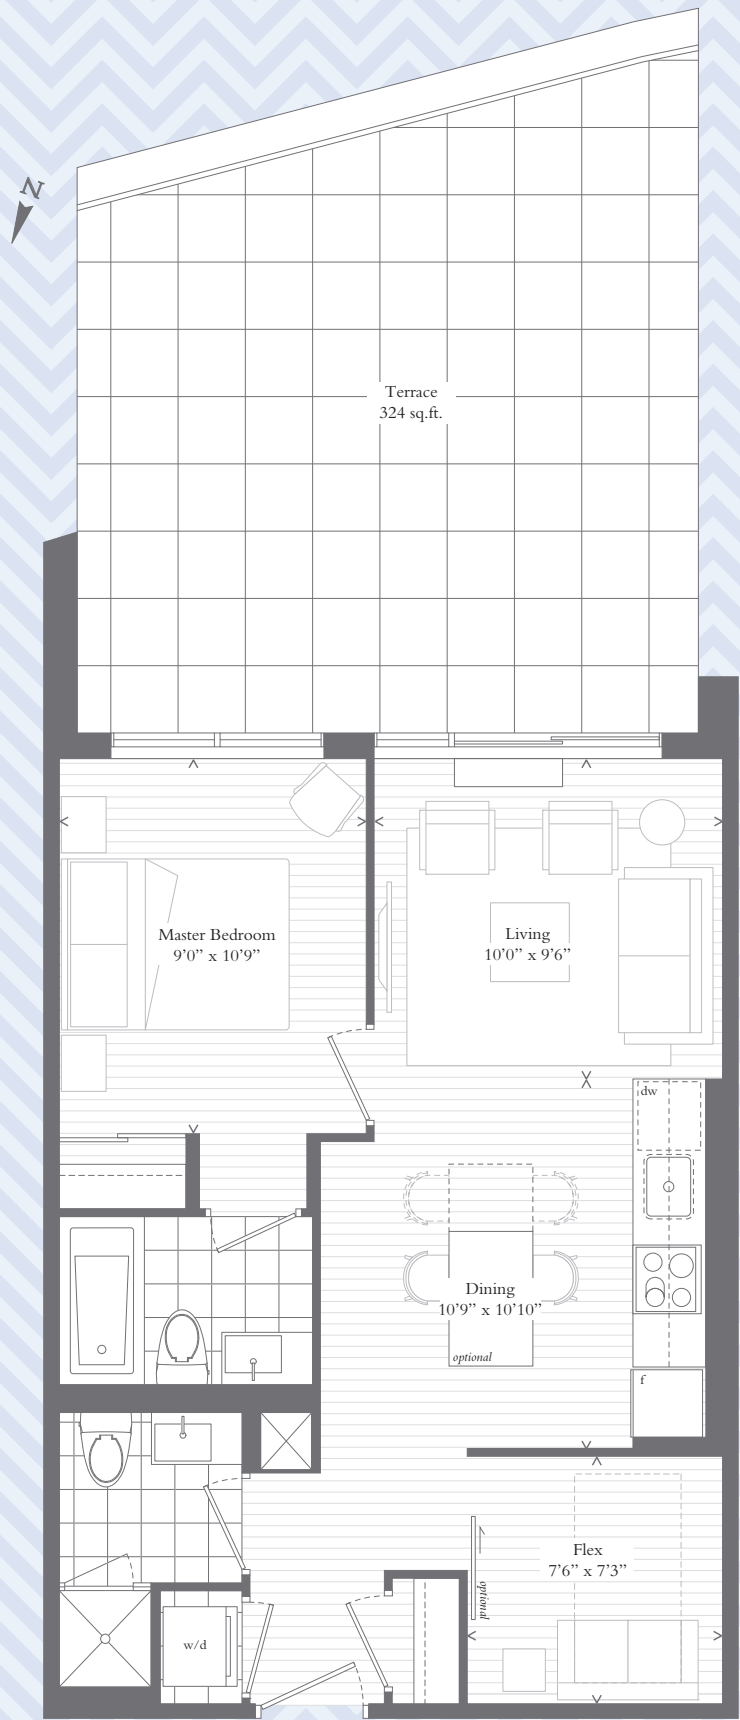 N
Terrace
324 sq.ft.
Master Bedroom
9’0” x 10’9”
Living
10’0” x 9’6”
dw
Dining
10’9” x 10’10”
optional
f
Flex
7’6” x 7’3”
optional
w/d